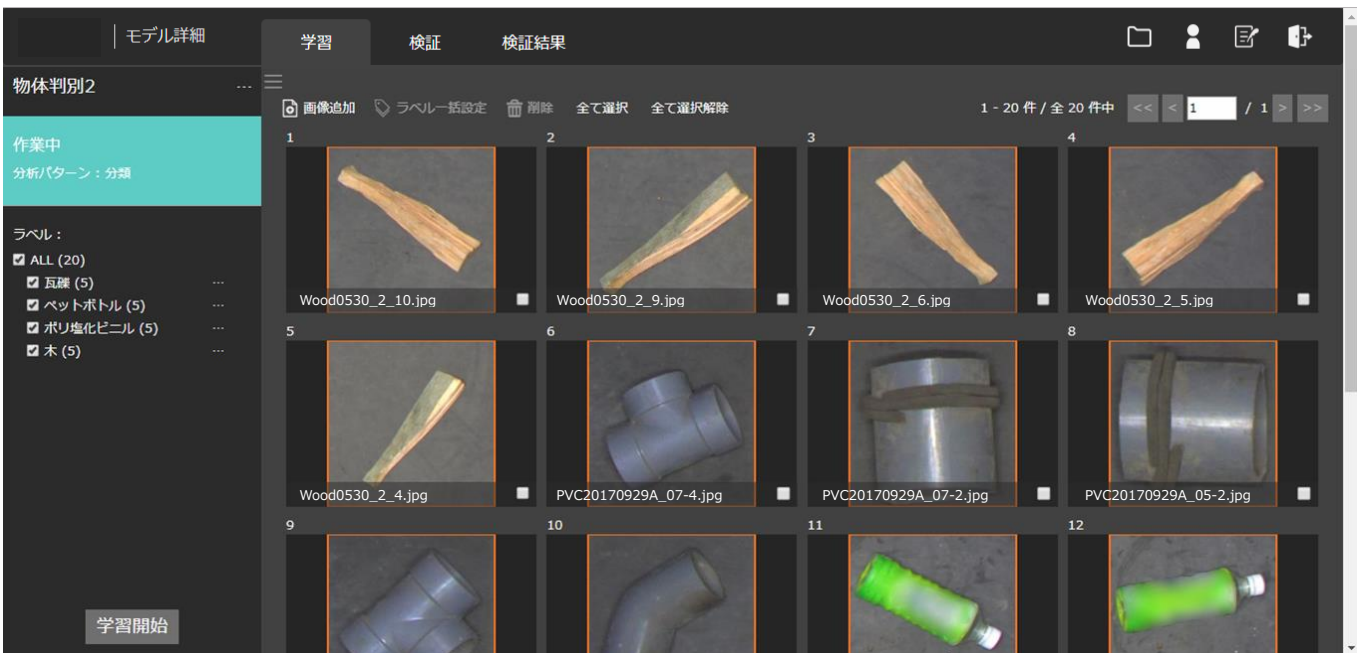 モデル詳細
学習
検証
検証結果
物体判別2
...
画像追加
ラベル一括設定
削除
全て選択
全て選択解除
1 - 20 件 / 全 20 件中
<<
<
1
/ 1
>
>>
作業中
分析パターン：分類
ラベル：
ALL (20)
瓦礫 (5)
...
ペットボトル (5)
...
ポリ塩化ビニル (5)
...
木 (5)
...
学習開始
1
2
3
4
Wood0530_2_10.jpg
Wood0530_2_9.jpg
Wood0530_2_6.jpg
Wood0530_2_5.jpg
5
6
7
8
Wood0530_2_4.jpg
PVC20170929A_07-4.jpg
PVC20170929A_07-2.jpg
PVC20170929A_05-2.jpg
9
10
11
12